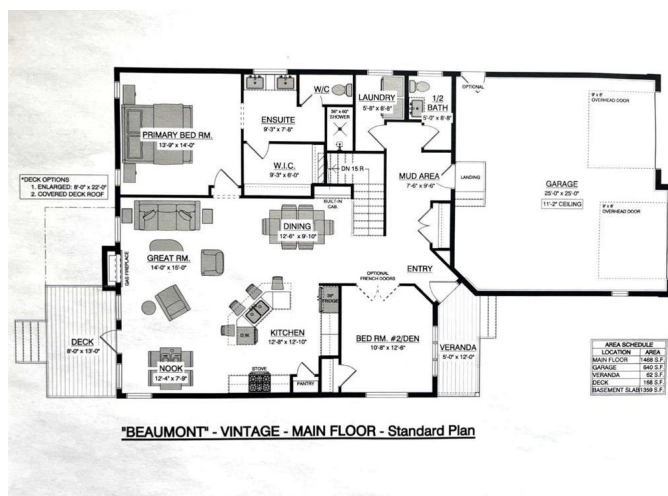 W/C
LAUNDRY
5'-8" x 8'-8"
1/2
BATH
5'-0" x 8'-8"
OPTIONAL
9' x 8'
OVERHEAD DOOR
36" x 60"
SHOWER
ENSUITE
9'-3" x 7'-8"
PRIMARY BED RM.
13'-9" x 14'-0"
W.I.C.
9'-3" x 6'-0"
DN 15 R
MUD AREA
7'-6" x 9'-6"
LANDING
GARAGE
25'-0" x 25'-0"
11'-2" CEILING
*DECK OPTIONS
1. ENLARGED: 8'-0" x 22'-0"
2. COVERED DECK ROOF
BUILT-IN
CAB.
9' x 8'
OVERHEAD DOOR
DINING
12'-6" x 9'-10"
GREAT RM.
14'-0" x 15'-0"
GAS FIREPLACE
ENTRY
OPTIONAL
FRENCH DOORS
FRIDGE
D.W.
KITCHEN
12'-8" x 12'-10"
BED RM. #2/DEN
10'-8" x 12'-6"
VERANDA
5'-0" x 12'-0"
DECK
8'-0" x 13'-0"
NOOK
12'-4" x 7'-9"
STOVE
PANTRY
AREA SCHEDULE
LOCATION AREA
MAIN FLOOR 1468 S.F.
GARAGE 640 S.F.
VERANDA 62 S.F.
DECK 168 S.F.
BASEMENT SLAB 1359 S.F.
"BEAUMONT" - VINTAGE - MAIN FLOOR - Standard Plan